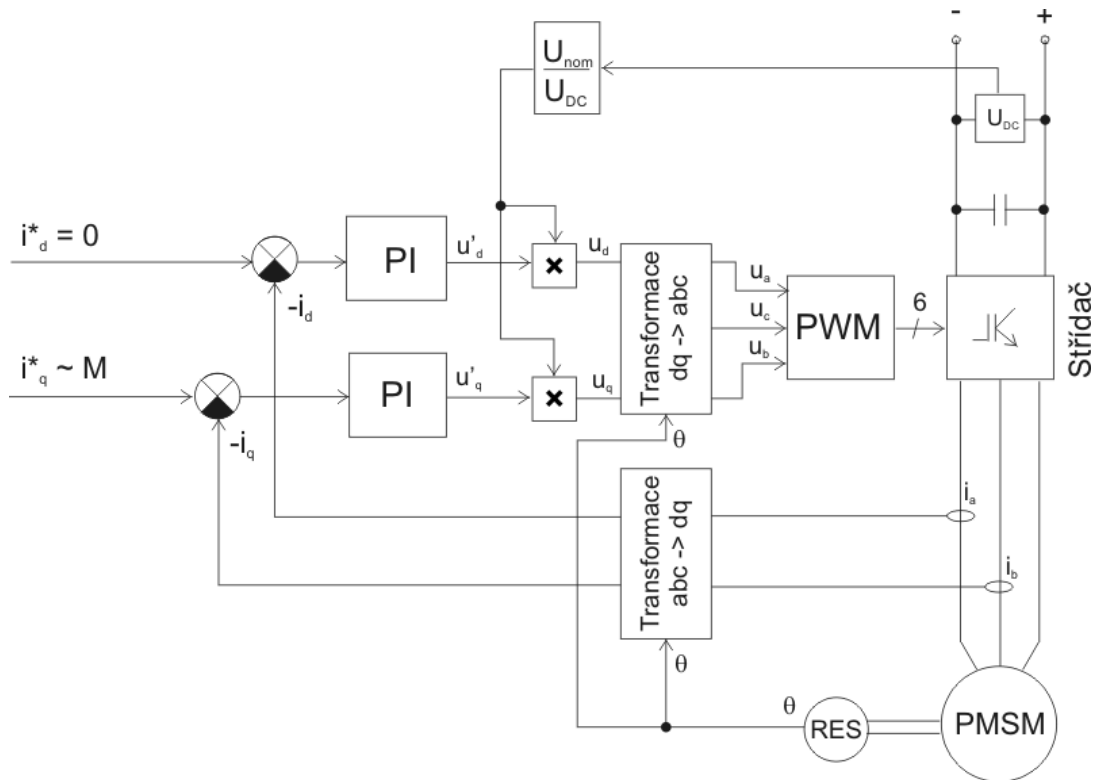 - +
U_nom
U_DC
U_DC
i*_d = 0
PI
u'_d
×
u_d
-i_d
Transformace
dq -> abc
u_a
u_c
u_b
PWM
6
Střídač
i*_q ~ M
PI
u'_q
×
u_q
-i_q
θ
Transformace
abc -> dq
i_a
i_b
θ
θ
RES
PMSM